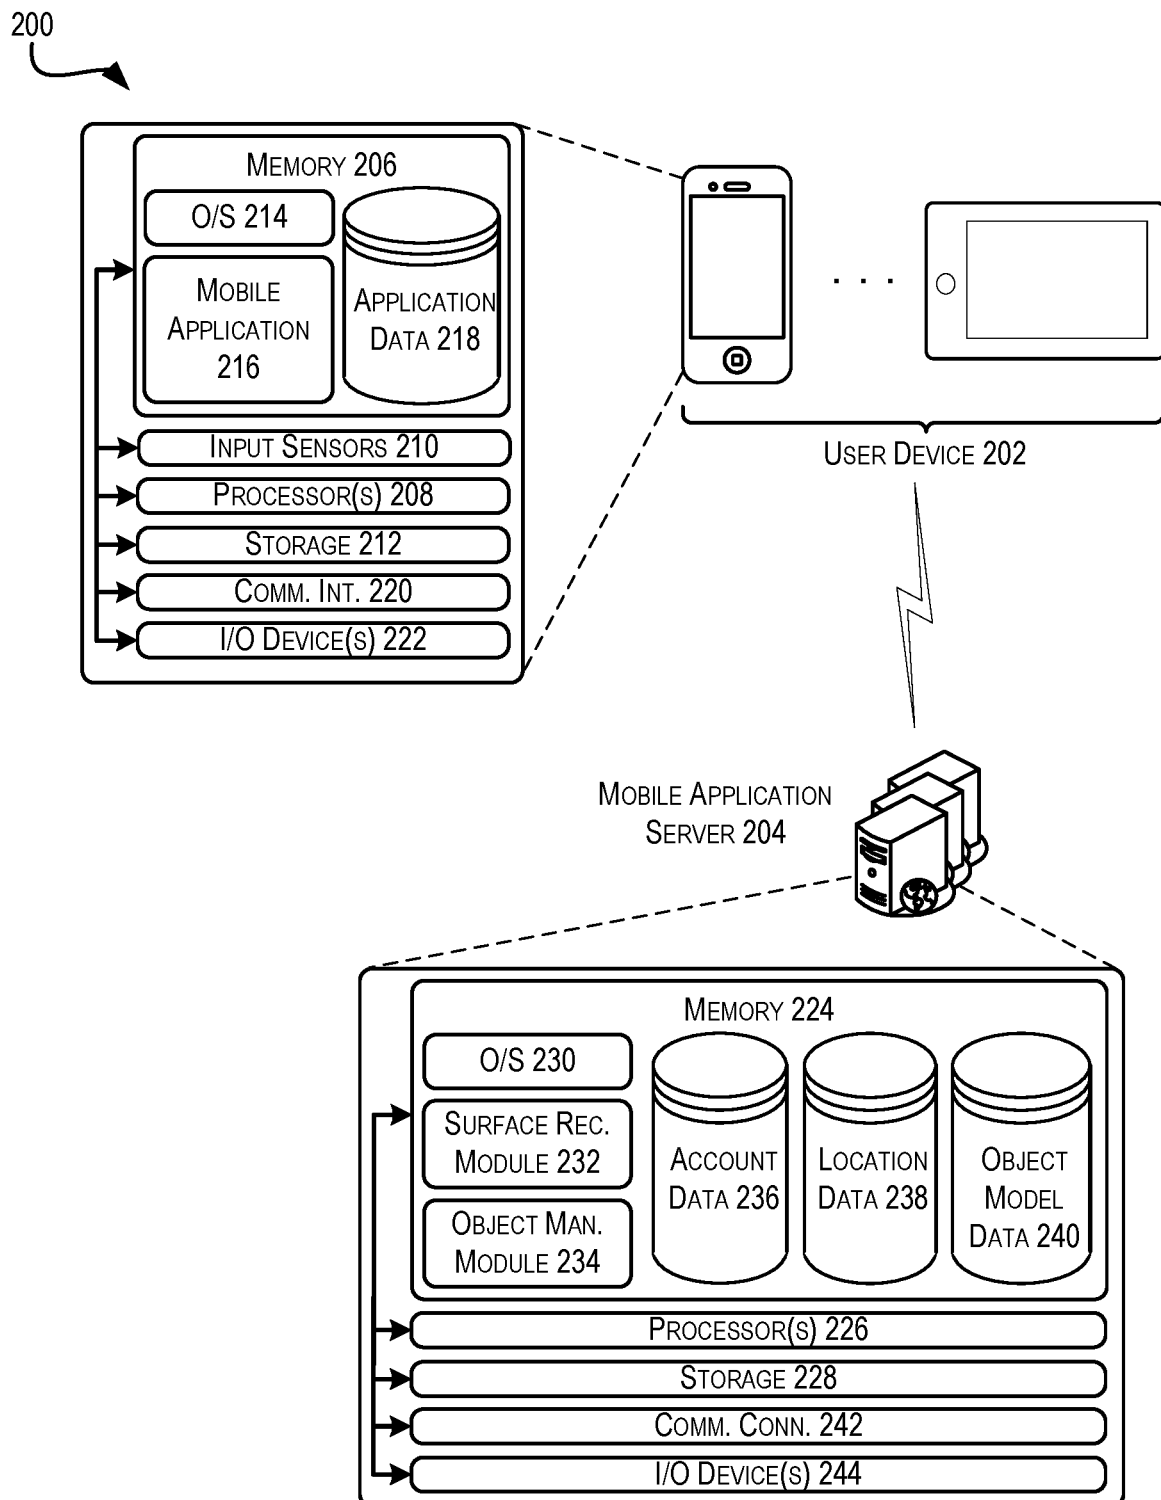 200
MEMORY 206
O/S 214
MOBILE
APPLICATION
216
APPLICATION
DATA 218
INPUT SENSORS 210
PROCESSOR(S) 208
STORAGE 212
COMM. INT. 220
I/O DEVICE(S) 222
. . .
USER DEVICE 202
MOBILE APPLICATION
SERVER 204
MEMORY 224
O/S 230
SURFACE REC.
MODULE 232
OBJECT MAN.
MODULE 234
ACCOUNT
DATA 236
LOCATION
DATA 238
OBJECT
MODEL
DATA 240
PROCESSOR(S) 226
STORAGE 228
COMM. CONN. 242
I/O DEVICE(S) 244